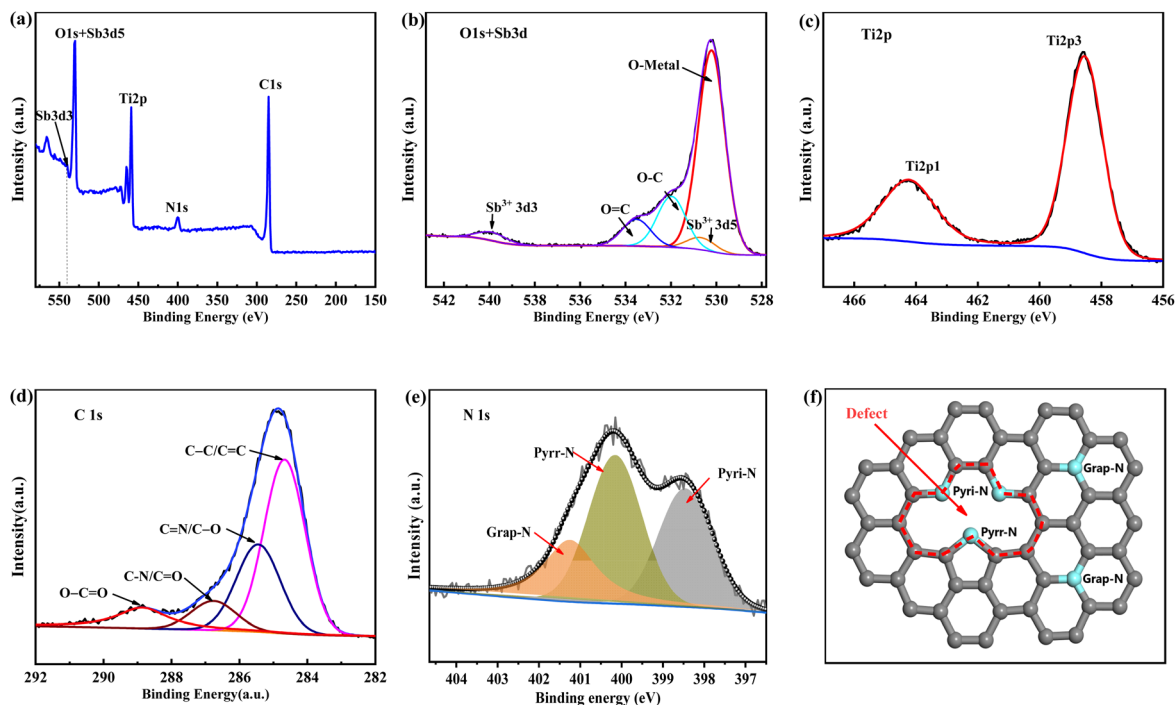 (a)
O1s+Sb3d5
Sb3d3
Ti2p
N1s
C1s
Intensity (a.u.)
550 500 450 400 350 300 250 200 150
Binding Energy (eV)
(b)
O1s+Sb3d
O-Metal
O-C
O=C
Sb³⁺ 3d3
Sb³⁺ 3d5
Intensity (a.u.)
542 540 538 536 534 532 530 528
Binding Energy (eV)
(c)
Ti2p
Ti2p3
Ti2p1
Intensity (a.u.)
466 464 462 460 458 456
Binding Energy (eV)
(d)
C 1s
C–C/C=C
C=N/C–O
C-N/C=O
O–C=O
Intensity(a.u.)
292 290 288 286 284 282
Binding Energy(a.u.)
(e)
N 1s
Pyrr-N
Pyri-N
Grap-N
Intensity(a.u.)
404 403 402 401 400 399 398 397
Binding energy (eV)
(f)
Defect
Grap-N
Pyri-N
Pyrr-N
Grap-N